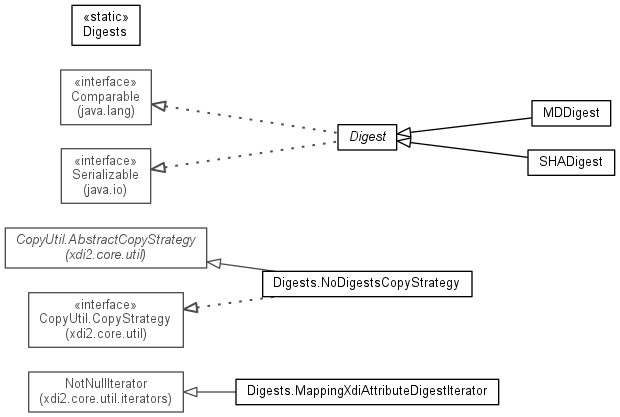 «static»
Digests
«interface»
Comparable
(java.lang)
MDDigest
Digest
«interface»
Serializable
(java.io)
SHADigest
CopyUtil.AbstractCopyStrategy
(xdi2.core.util)
Digests.NoDigestsCopyStrategy
«interface»
CopyUtil.CopyStrategy
(xdi2.core.util)
NotNullIterator
(xdi2.core.util.iterators)
Digests.MappingXdiAttributeDigestIterator